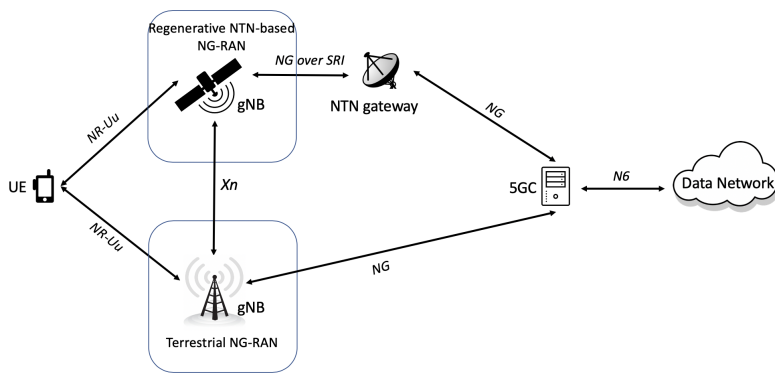 Regenerative NTN-based
NG-RAN
NG over SRI
gNB
NTN gateway
NR-Uu
NG
UE
Xn
5GC
N6
Data Network
NR-Uu
NG
gNB
Terrestrial NG-RAN